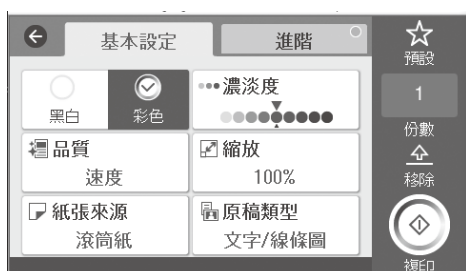 基本設定
進階
預設
黑白
彩色
濃淡度
1
份數
品質
速度
縮放
100%
移除
紙張來源
滾筒紙
原稿類型
文字/線條圖
複印